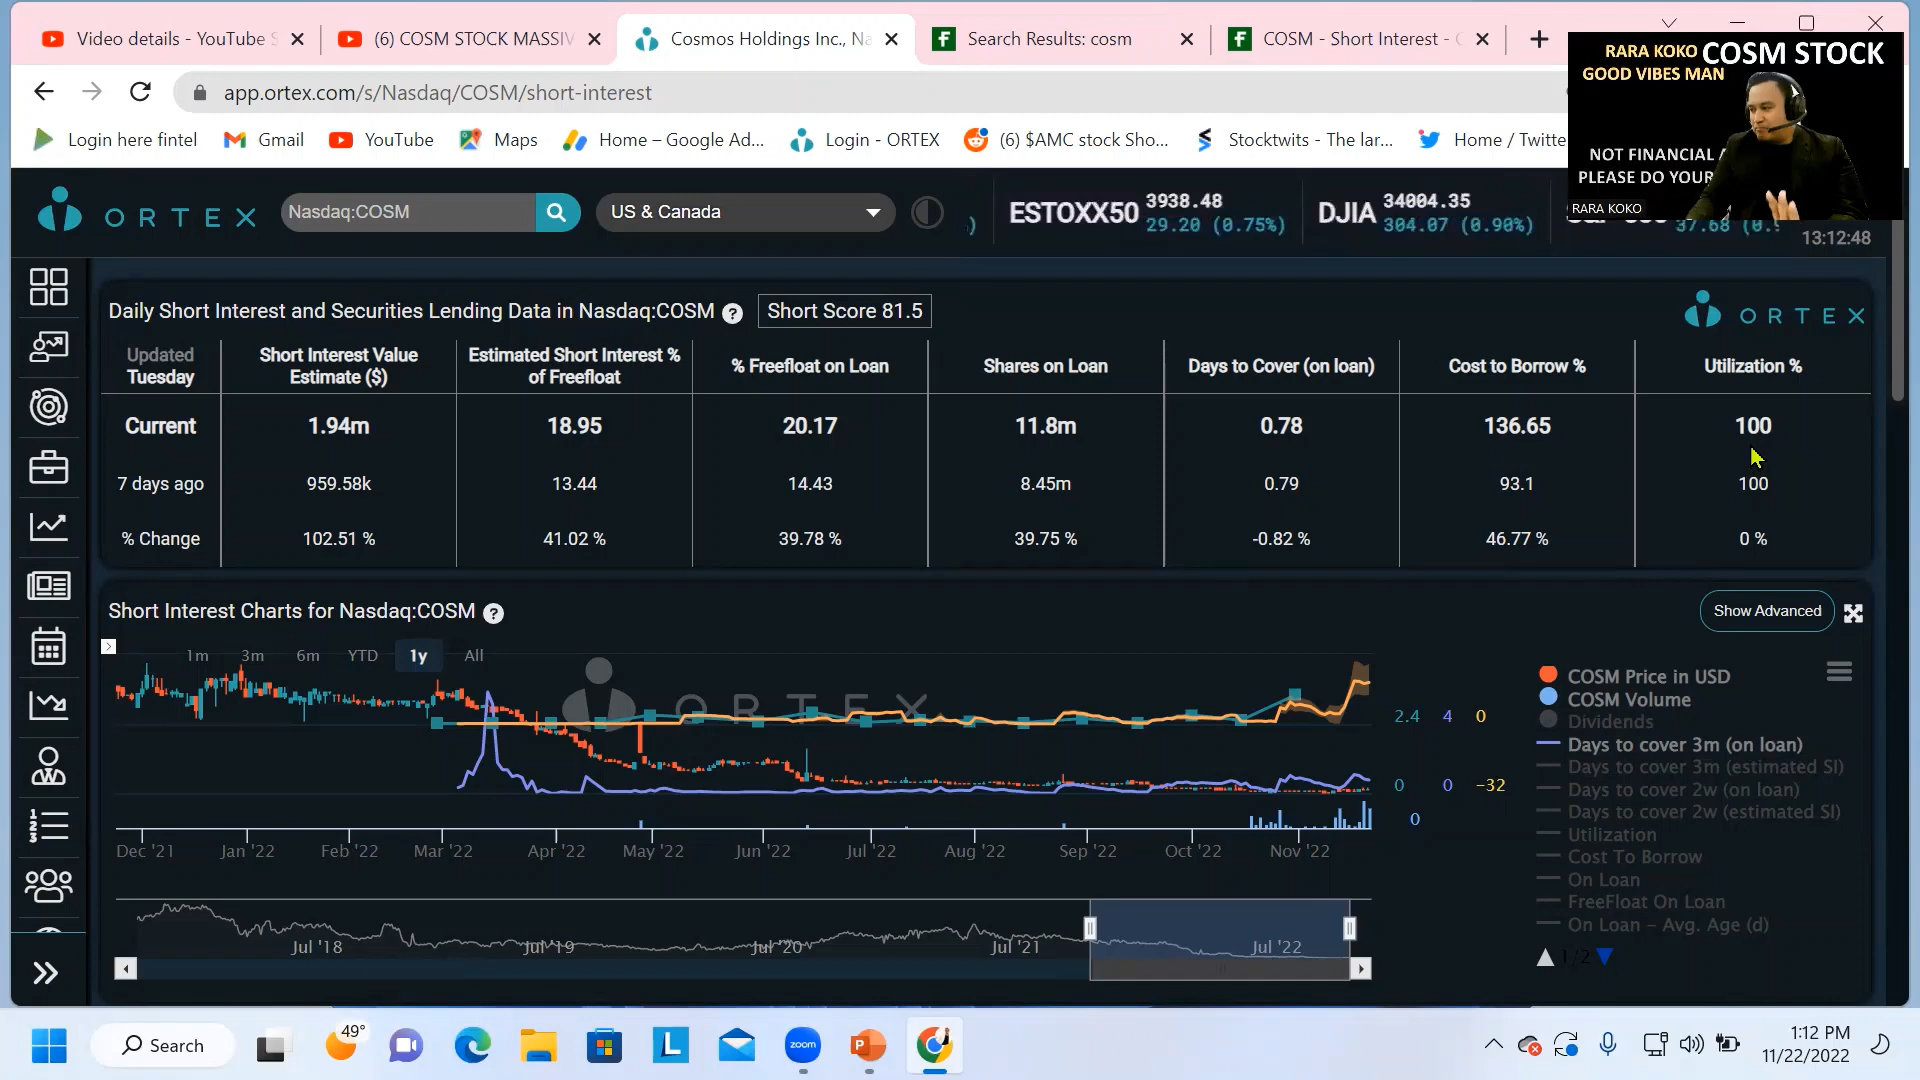 Video details - YouTube S
(6) COSM STOCK MASSIV
Cosmos Holdings Inc., Na
Search Results: cosm
COSM - Short Interest -
app.ortex.com/s/Nasdaq/COSM/short-interest
Login here fintel
Gmail
YouTube
Maps
Home – Google Ad...
Login - ORTEX
(6) $AMC stock Sho...
Stocktwits - The lar...
Home / Twitte
RARA KOKO COSM STOCK
GOOD VIBES MAN
NOT FINANCIAL
PLEASE DO YOUR
RARA KOKO
ORTEX
Nasdaq:COSM
US & Canada
ESTOXX50 3938.48
29.20 (0.75%)
DJIA 34004.35
304.07 (0.90%)
37.68
13:12:48
Daily Short Interest and Securities Lending Data in Nasdaq:COSM ?
Short Score 81.5
ORTEX
Updated Tuesday
Short Interest Value Estimate ($)
Estimated Short Interest % of Freefloat
% Freefloat on Loan
Shares on Loan
Days to Cover (on loan)
Cost to Borrow %
Utilization %
Current 1.94m 18.95 20.17 11.8m 0.78 136.65 100
7 days ago 959.58k 13.44 14.43 8.45m 0.79 93.1 100
% Change 102.51 % 41.02 % 39.78 % 39.75 % -0.82 % 46.77 % 0 %
Short Interest Charts for Nasdaq:COSM ?
Show Advanced
1m 3m 6m YTD 1y All
ORTEX
2.4 4 0
0 0 -32
0
COSM Price in USD
COSM Volume
Dividends
Days to cover 3m (on loan)
Days to cover 3m (estimated SI)
Days to cover 2w (on loan)
Days to cover 2w (estimated SI)
Utilization
Cost To Borrow
On Loan
FreeFloat On Loan
On Loan – Avg. Age (d)
1/2
Dec '21 Jan '22 Feb '22 Mar '22 Apr '22 May '22 Jun '22 Jul '22 Aug '22 Sep '22 Oct '22 Nov '22
Jul '18 Jul '19 Jul '20 Jul '21 Jul '22
Search
49°
L
zoom
P
1:12 PM
11/22/2022